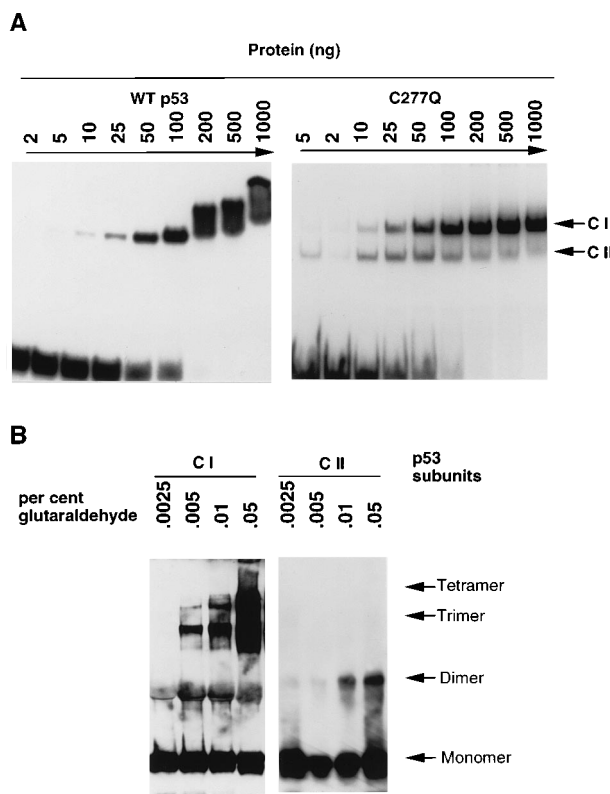 A
Protein (ng)
WT p53
C277Q
2 5 10 25 50 100 200 500 1000
5 2 10 25 50 100 200 500 1000
C I
C II
B
C I
C II
p53
subunits
per cent
glutaraldehyde
.0025 .005 .01 .05
.0025 .005 .01 .05
Tetramer
Trimer
Dimer
Monomer